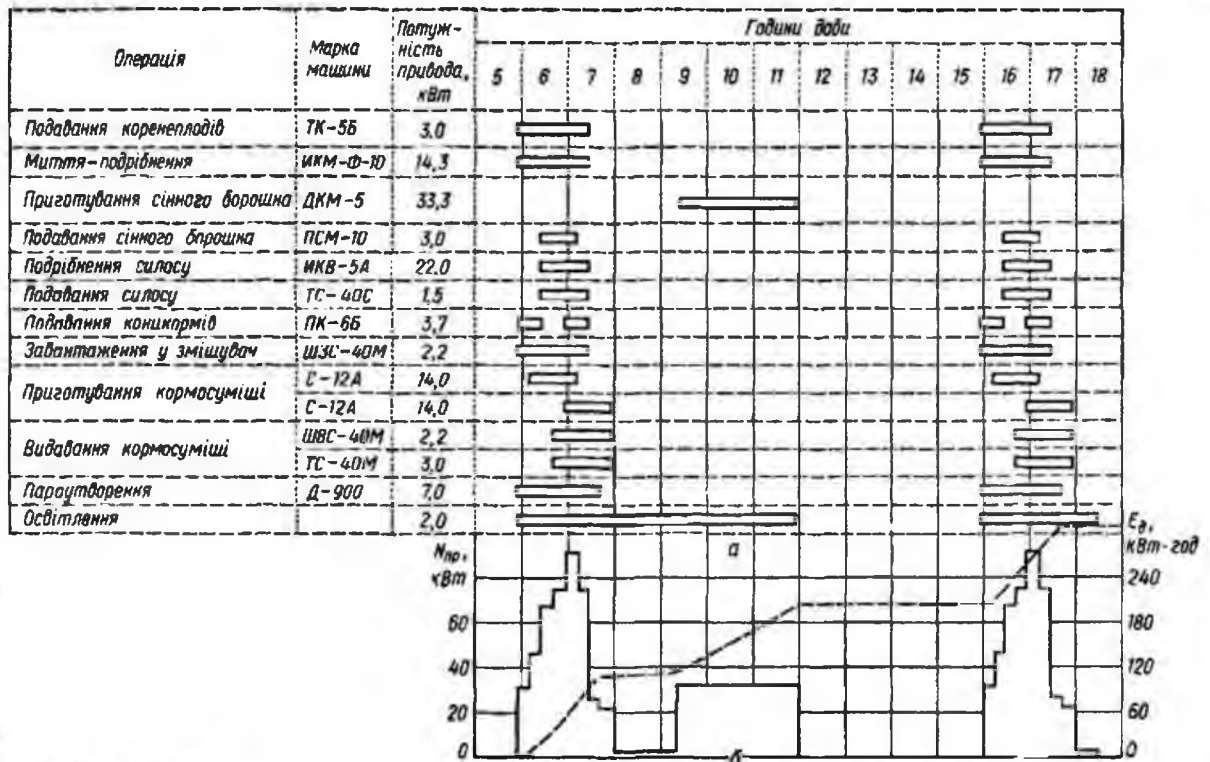 Операція
Марка машини
Потуж-
ність
привода,
кВт
Години доби
5 6 7 8 9 10 11 12 13 14 15 16 17 18
Подавання коренеплодів ТК-5Б 3,0
Миття-подрібнення ИКМ-Ф-10 14,3
Приготування сінного борошна ДКМ-5 33,3
Подавання сінного борошна ПСМ-10 3,0
Подрібнення силосу ИКВ-5А 22,0
Подавання силосу ТС-40С 1,5
Подавання ПК-6Б 3,7
Завантаження у змішувач ШЗС-40М 2,2
Приготування кормосуміші С-12А 14,0
С-12А 14,0
Видавання кормосуміші ШВС-40М 2,2
ТС-40М 3,0
Пароутворення Д-900 7,0
Освітлення 2,0
а
Nпр,
кВт
60
40
20
0
Eд,
кВт-год
240
180
120
60
0
б